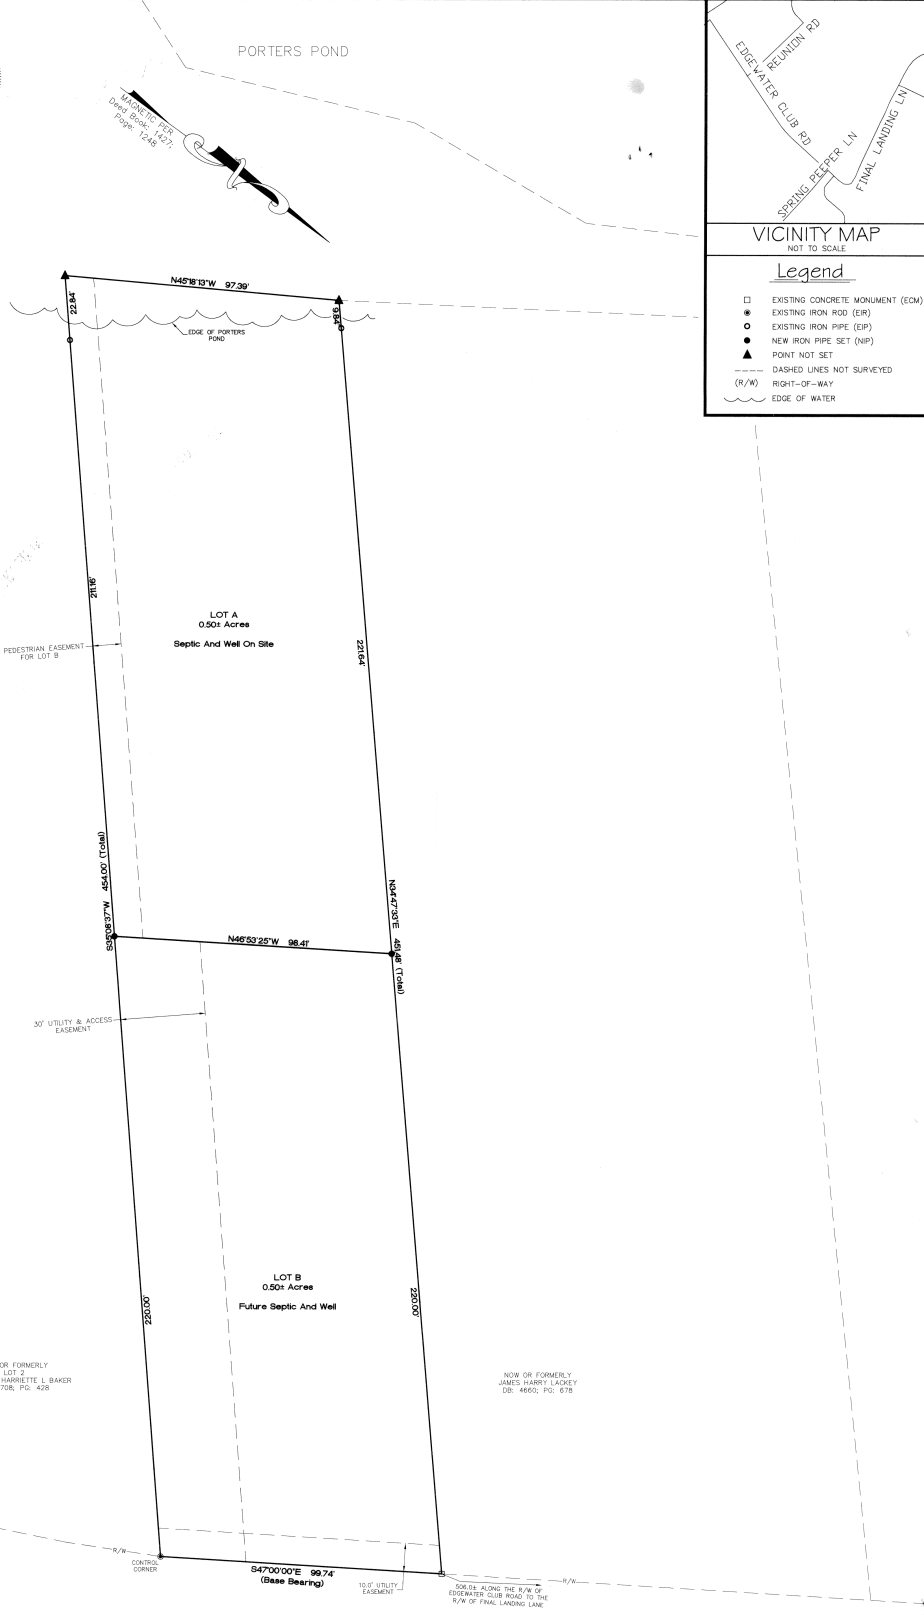 PORTERS POND
MAGNETIC PER
Deed Book: 1427;
Page: 1248
REUNION RD
EDGEWATER CLUB RD
SPRING PEEPER LN
FINAL LANDING LN
VICINITY MAP
NOT TO SCALE
Legend
EXISTING CONCRETE MONUMENT (ECM)
EXISTING IRON ROD (EIR)
EXISTING IRON PIPE (EIP)
NEW IRON PIPE SET (NIP)
POINT NOT SET
DASHED LINES NOT SURVEYED
(R/W) RIGHT-OF-WAY
EDGE OF WATER
N45°18'13"W 97.39'
22.84'
9.84'
EDGE OF PORTERS
POND
211.16'
LOT A
0.50± Acres
Septic And Well On Site
221.64'
PEDESTRIAN EASEMENT
FOR LOT B
S35°08'37"W 454.00' (Total)
N34°47'33"E 451.48' (Total)
N46°53'25"W 98.41'
30' UTILITY & ACCESS
EASEMENT
LOT B
0.50± Acres
Future Septic And Well
220.00'
220.00'
OR FORMERLY
LOT 2
HARRIETTE L BAKER
708; PG: 428
NOW OR FORMERLY
JAMES HARRY LACKEY
DB: 4660; PG: 678
R/W
CONTROL
CORNER
S47°00'00"E 99.74'
(Base Bearing)
10.0' UTILITY
EASEMENT
R/W
506.0± ALONG THE R/W OF
EDGEWATER CLUB ROAD TO THE
R/W OF FINAL LANDING LANE